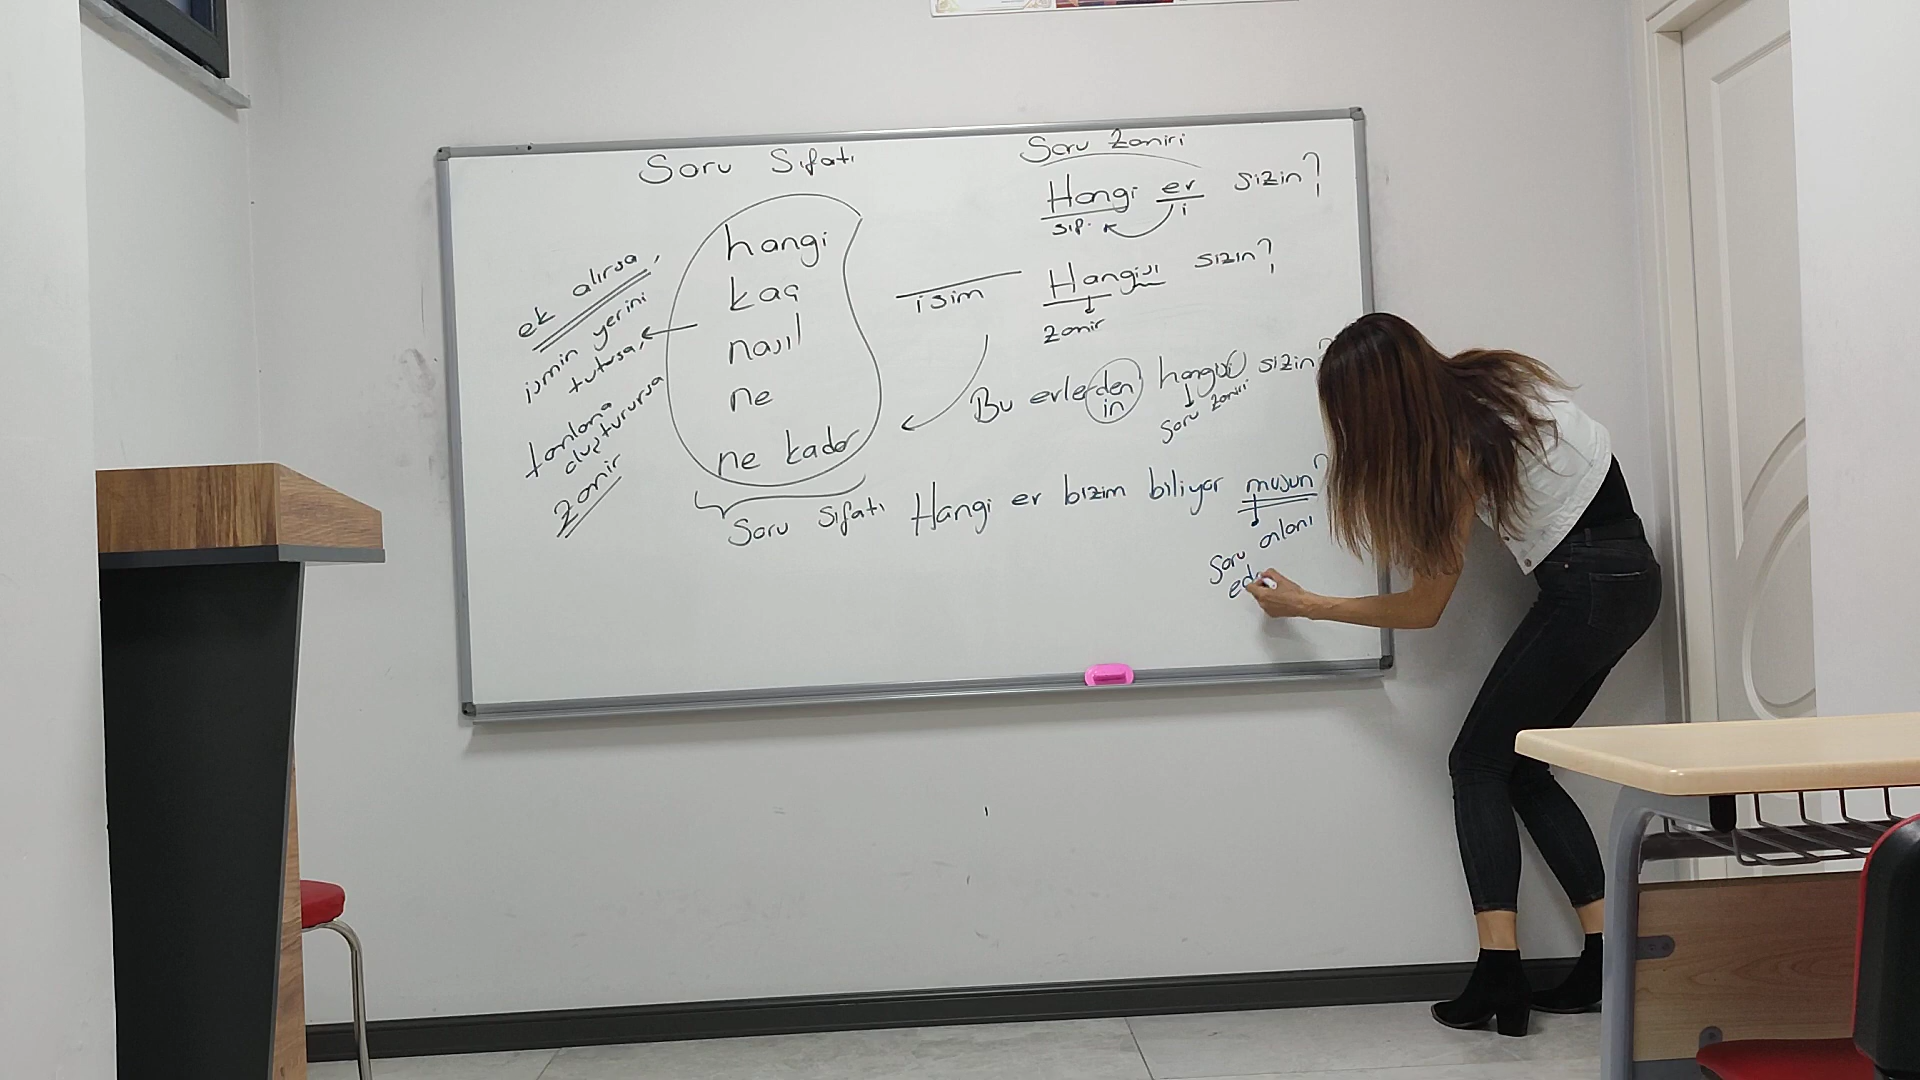 Soru Sıfatı
hangi
kaç
nasıl
ne
ne kadar
Soru Sıfatı
isim
ek alırsa,
ismin yerini
tutarsa,
tamlama
oluşturursa
zamir
Soru Zamiri
Hangi ev sizin?
sıf. i
Hangisi sizin?
zamir
Bu evlerden hangisi sizin?
in
soru zamiri
Hangi ev bizim biliyor musun?
soru anlamı